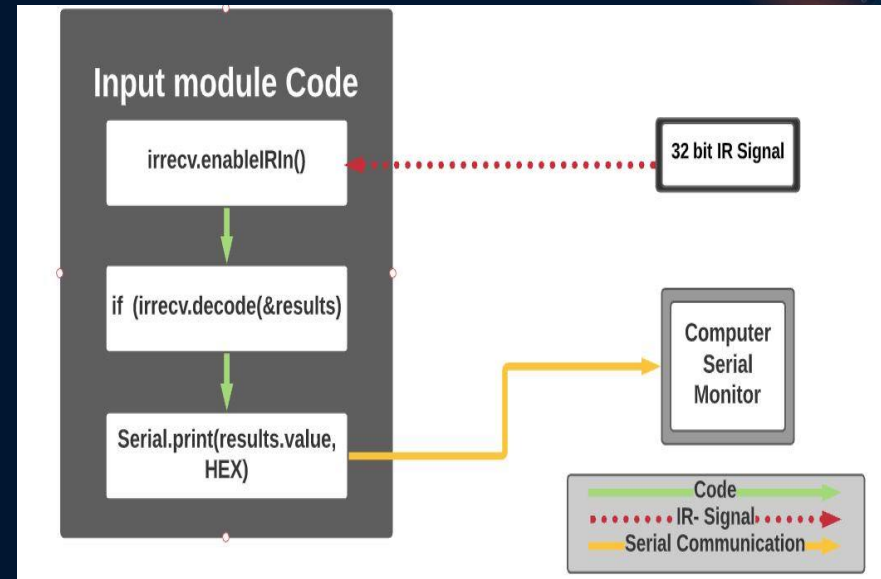 Input module Code
irrecv.enableIRIn()
32 bit IR Signal
if (irrecv.decode(&results)
Computer
Serial
Monitor
Serial.print(results.value,
HEX)
Code
IR- Signal
Serial Communication